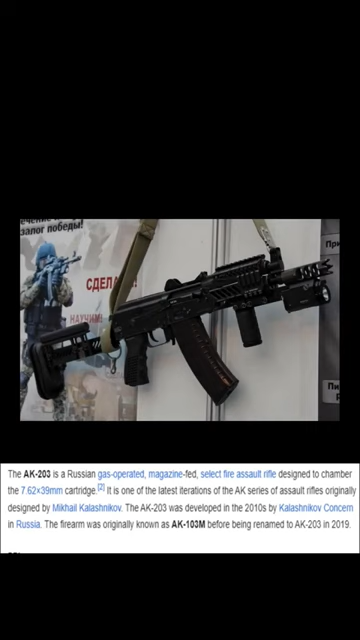 залог победы!
СДЕЛА
НАУЧИМ!
The AK-203 is a Russian gas-operated, magazine-fed, select fire assault rifle designed to chamber
the 7.62×39mm cartridge.[2] It is one of the latest iterations of the AK series of assault rifles originally
designed by Mikhail Kalashnikov. The AK-203 was developed in the 2010s by Kalashnikov Concern
in Russia. The firearm was originally known as AK-103M before being renamed to AK-203 in 2019.